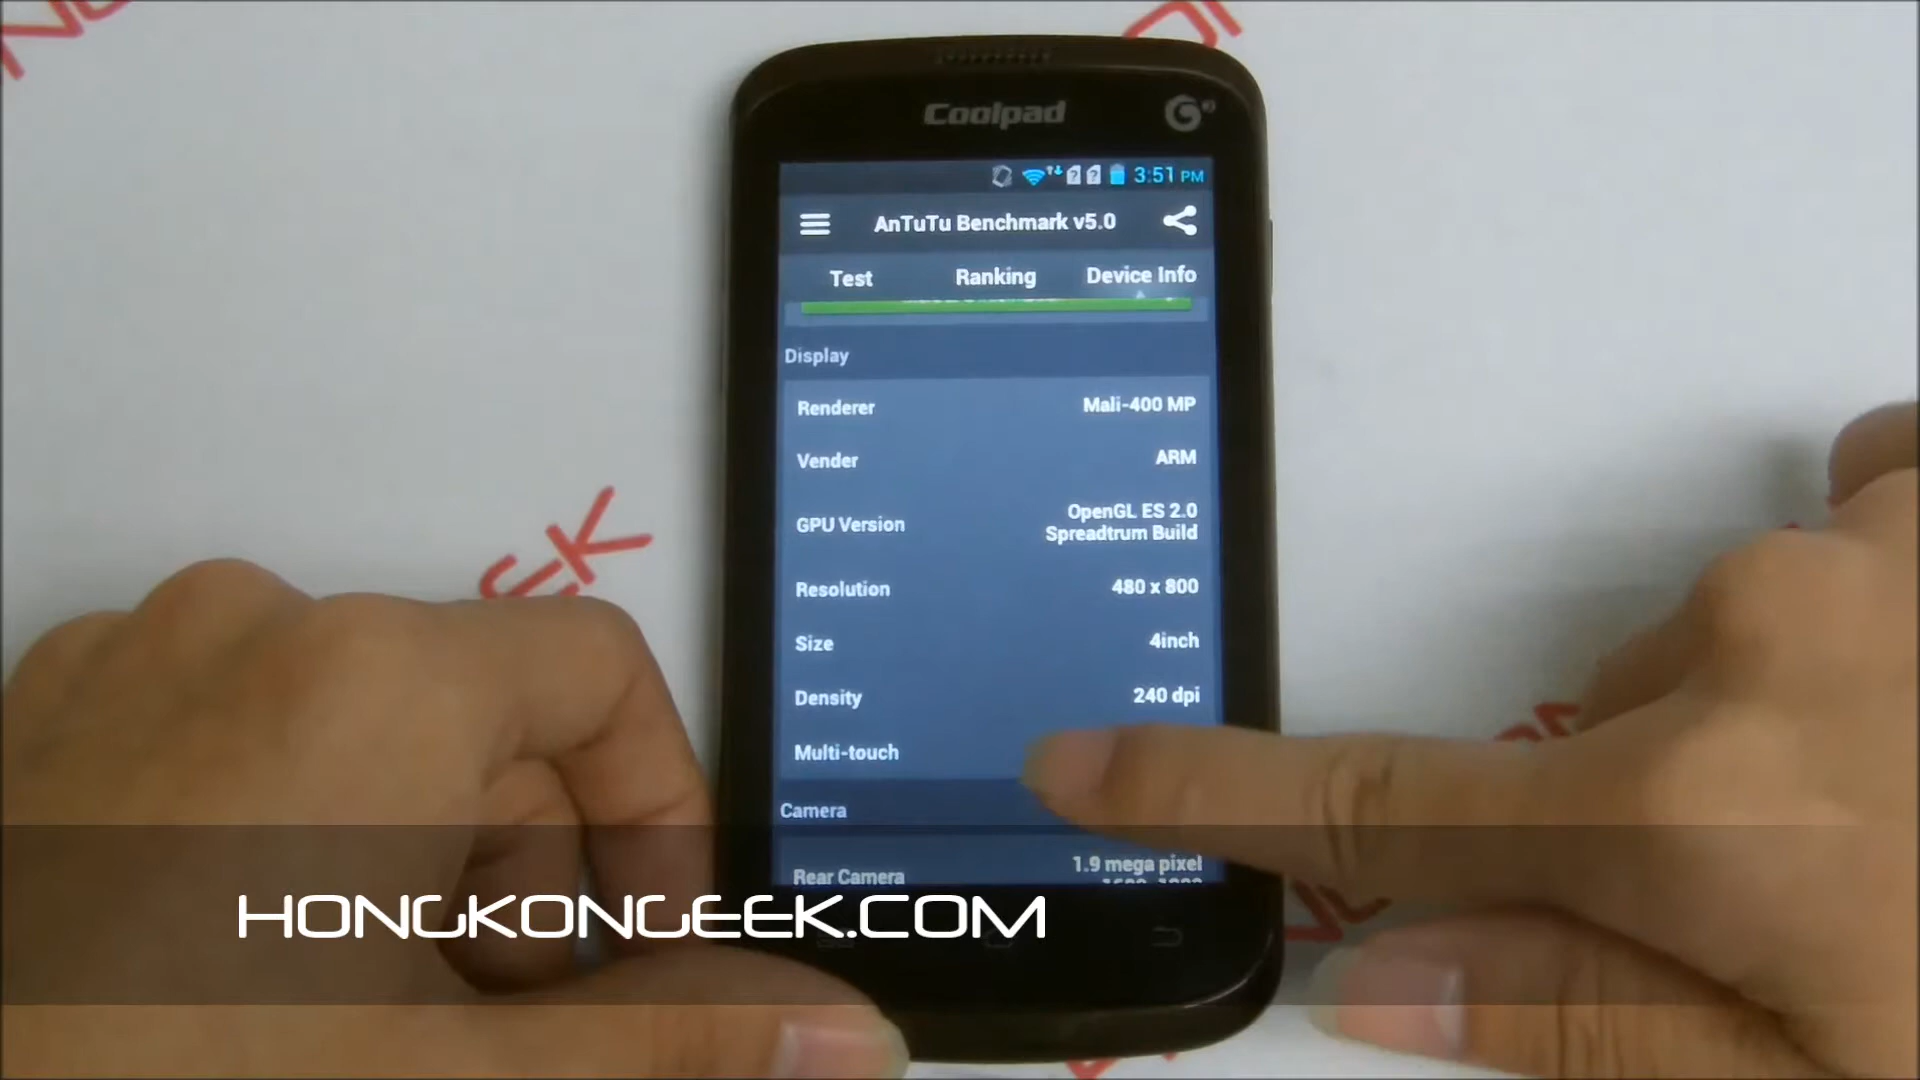 Coolpad
3:51 PM
AnTuTu Benchmark v5.0
Test Ranking Device Info
Display
Renderer Mali-400 MP
Vender ARM
GPU Version OpenGL ES 2.0
Spreadtrum Build
Resolution 480 x 800
Size 4inch
Density 240 dpi
Multi-touch
Camera
Rear Camera 1.9 mega pixel
HONGKONGEEK.COM